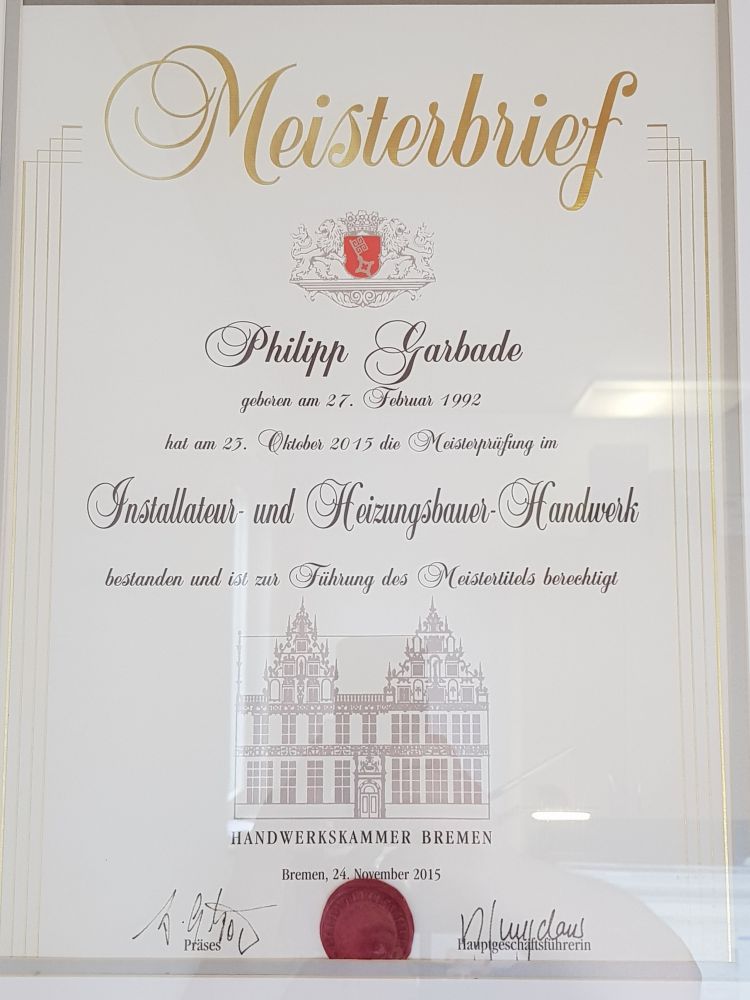 Meisterbrief
Philipp Garbade
geboren am 27. Februar 1992
hat am 23. Oktober 2015 die Meisterprüfung im
Installateur- und Heizungsbauer-Handwerk
bestanden und ist zur Führung des Meistertitels berechtigt
HANDWERKSKAMMER BREMEN
Bremen, 24. November 2015
Präses
Hauptgeschäftsführerin